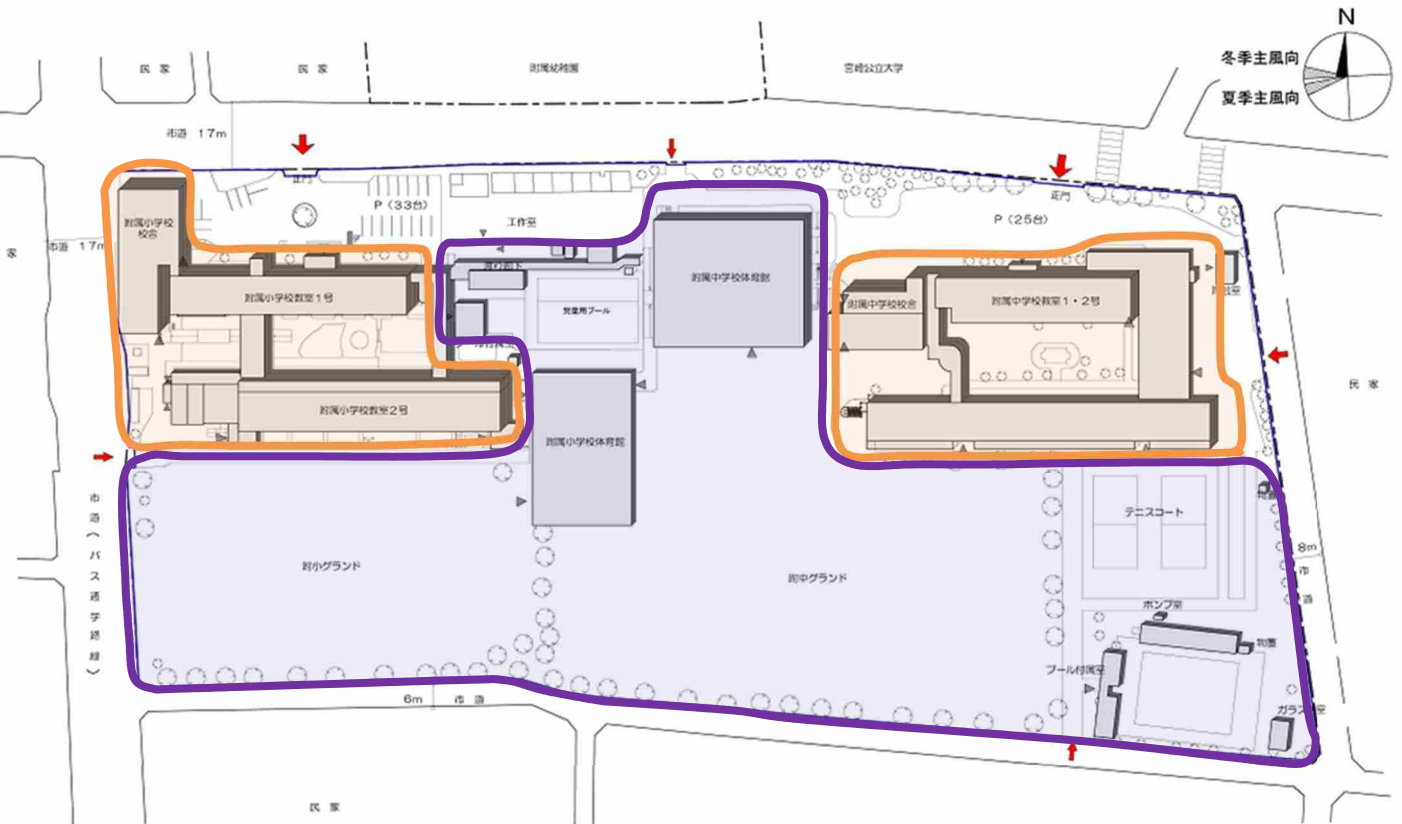 N
冬季主風向
夏季主風向
民 家
民 家
附属幼稚園
宮崎公立大学
市道 17m
正門
P (33台)
工作室
正門
P (25台)
附属小学校
校舎
市道 17m
家
渡り廊下
附属小学校教室1号
児童用プール
附属中学校体育館
附属中学校校舎
附属中学校教室1・2号
民 家
附属小学校教室2号
附属小学校体育館
市道(バス通学路線)
テニスコート
附小グランド
附中グランド
8m
市
道
ポンプ室
物置
プール付属室
6m 市 道
民 家